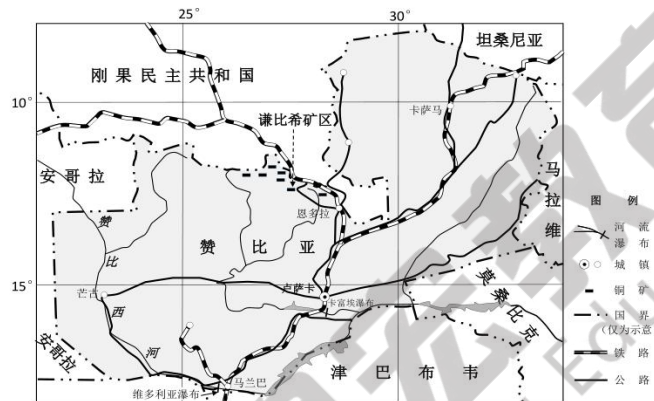 25° 30°
坦桑尼亚
刚果民主共和国
10°
卡萨马
谦比希矿区
安哥拉
马拉维
恩多拉
赞比亚
赞比西河
卢萨卡
芒古
15°
卡富埃瀑布
莫桑比克
安哥拉
津巴布韦
马兰巴
维多利亚瀑布
图例
河流
瀑布
城镇
铜矿
国界
(仅为示意
铁路
公路